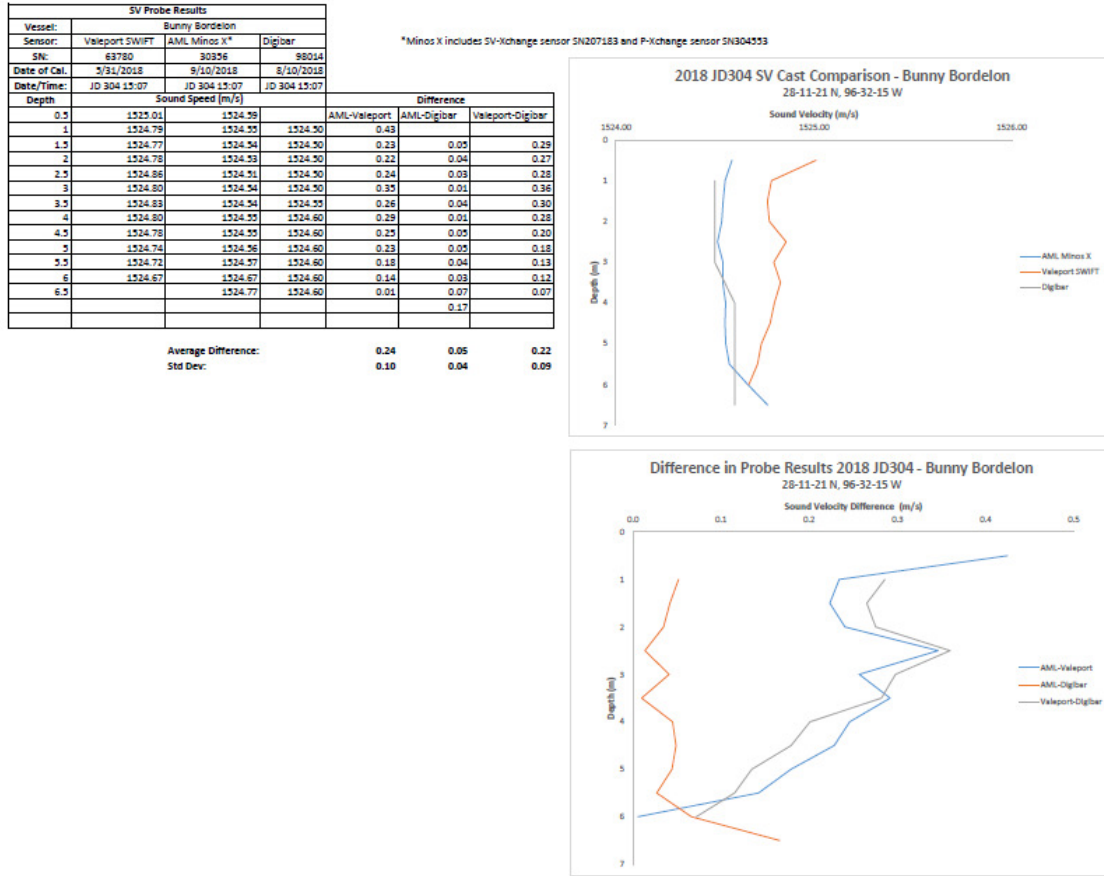 SV Probe Results
Vessel: Bunny Bordelon
Sensor: Valeport SWIFT AML Minos X* Digibar
SN: 63780 30356 98014
Date of Cal. 5/31/2018 9/10/2018 8/10/2018
Date/Time: JD 304 15:07 JD 304 15:07 JD 304 15:07
Depth Sound Speed (m/s) Difference
0.5 1525.01 1524.59 AML-Valeport AML-Digibar Valeport-Digibar
1 1524.79 1524.55 1524.50 0.43
1.5 1524.77 1524.54 1524.50 0.23 0.05 0.29
2 1524.78 1524.53 1524.50 0.22 0.04 0.27
2.5 1524.86 1524.51 1524.50 0.24 0.03 0.28
3 1524.80 1524.54 1524.50 0.35 0.01 0.36
3.5 1524.83 1524.54 1524.55 0.26 0.04 0.30
4 1524.80 1524.55 1524.60 0.29 0.01 0.28
4.5 1524.78 1524.55 1524.60 0.25 0.05 0.20
5 1524.74 1524.56 1524.60 0.23 0.05 0.18
5.5 1524.72 1524.57 1524.60 0.18 0.04 0.13
6 1524.67 1524.67 1524.60 0.14 0.03 0.12
6.5 1524.77 1524.60 0.01 0.07 0.07
0.17
Average Difference: 0.24 0.05 0.22
Std Dev: 0.10 0.04 0.09
*Minos X includes SV-Xchange sensor SN207183 and P-Xchange sensor SN304553
2018 JD304 SV Cast Comparison - Bunny Bordelon
28-11-21 N, 96-32-15 W
Sound Velocity (m/s)
1524.00 1525.00 1526.00
0
1
2
3
4
5
6
7
Depth (m)
AML Minos X
Valeport SWIFT
Digibar
Difference in Probe Results 2018 JD304 - Bunny Bordelon
28-11-21 N, 96-32-15 W
Sound Velocity Difference (m/s)
0.0 0.1 0.2 0.3 0.4 0.5
0
1
2
3
4
5
6
7
Depth (m)
AML-Valeport
AML-Digibar
Valeport-Digibar